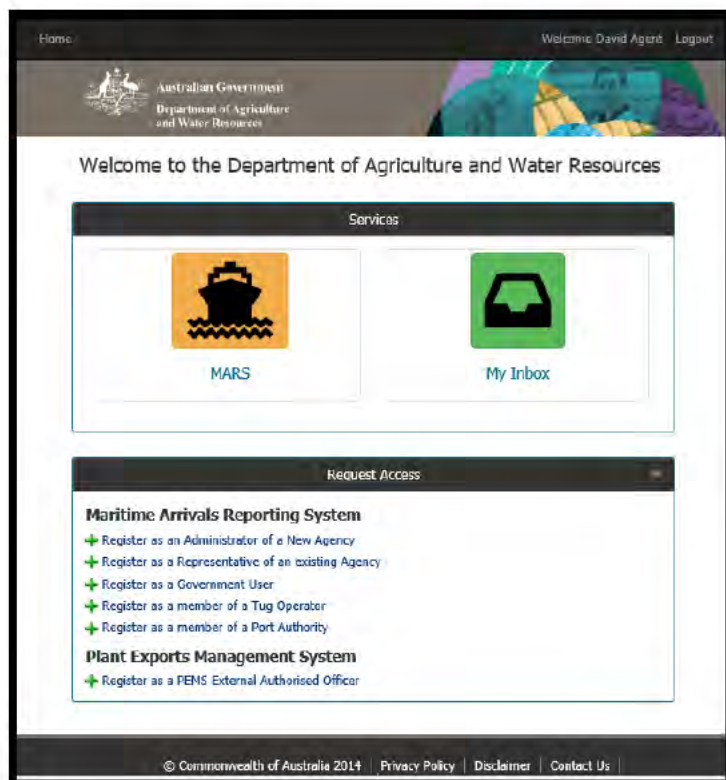 Home
Welcome David Agent Logout
Australian Government
Department of Agriculture
and Water Resources
Welcome to the Department of Agriculture and Water Resources
Services
MARS
My Inbox
Request Access
Maritime Arrivals Reporting System
Register as an Administrator of a New Agency
Register as a Representative of an existing Agency
Register as a Government User
Register as a member of a Tug Operator
Register as a member of a Port Authority
Plant Exports Management System
Register as a PEMS External Authorised Officer
© Commonwealth of Australia 2014 | Privacy Policy | Disclaimer | Contact Us |